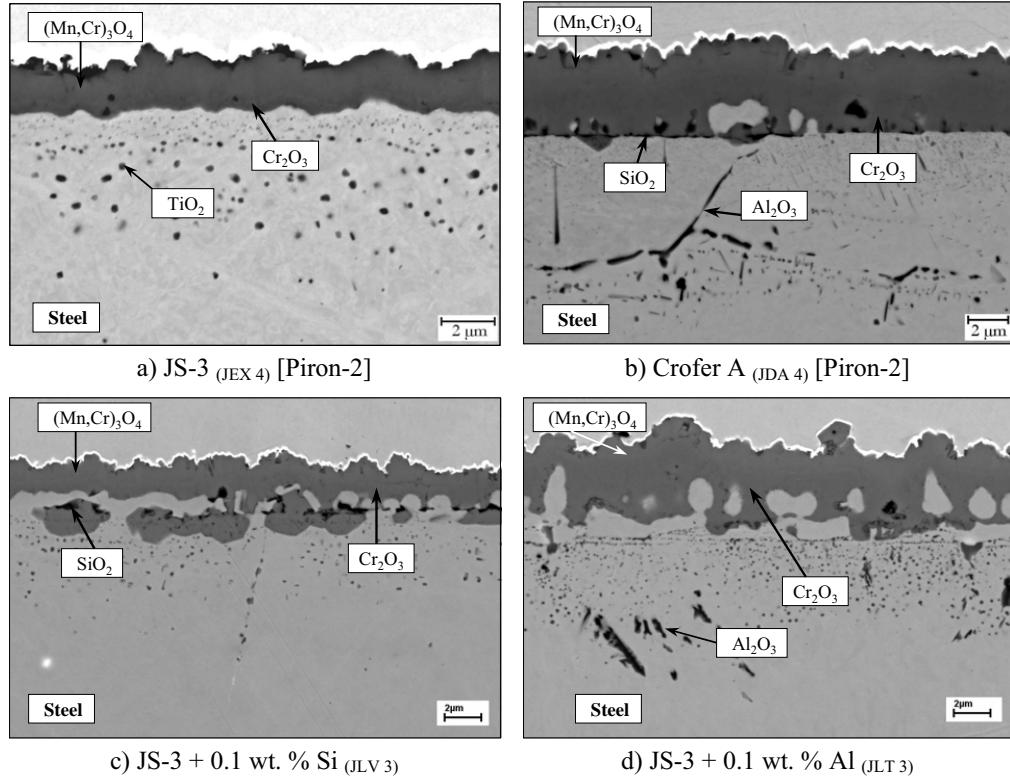 (Mn,Cr)₃O₄
Cr₂O₃
TiO₂
Steel
2 µm
a) JS-3 (JEX 4) [Piron-2]
(Mn,Cr)₃O₄
SiO₂
Cr₂O₃
Al₂O₃
Steel
2 µm
b) Crofer A (JDA 4) [Piron-2]
(Mn,Cr)₃O₄
SiO₂
Cr₂O₃
Steel
2µm
c) JS-3 + 0.1 wt. % Si (JLV 3)
(Mn,Cr)₃O₄
Cr₂O₃
Al₂O₃
Steel
2µm
d) JS-3 + 0.1 wt. % Al (JLT 3)